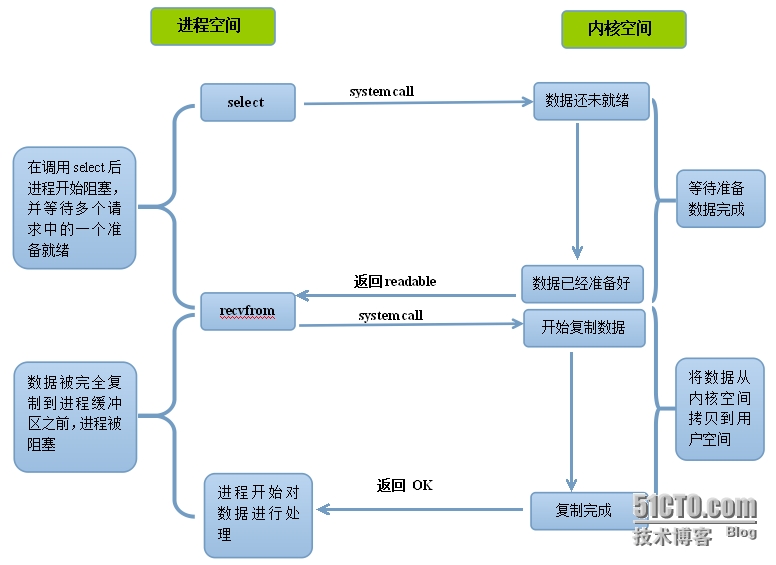 进程空间
内核空间
select
system call
数据还未就绪
在调用 select 后
进程开始阻塞，
并等待多个请
求中的一个准
备就绪
等待准备
数据完成
返回 readable
数据已经准备好
recvfrom
system call
开始复制数据
数据被完全复
制到进程缓冲
区之前，进程被
阻塞
将数据从
内核空间
拷贝到用
户空间
进程开始对
数据进行处
理
返回 OK
复制完成
51CTO.com
技术博客 Blog